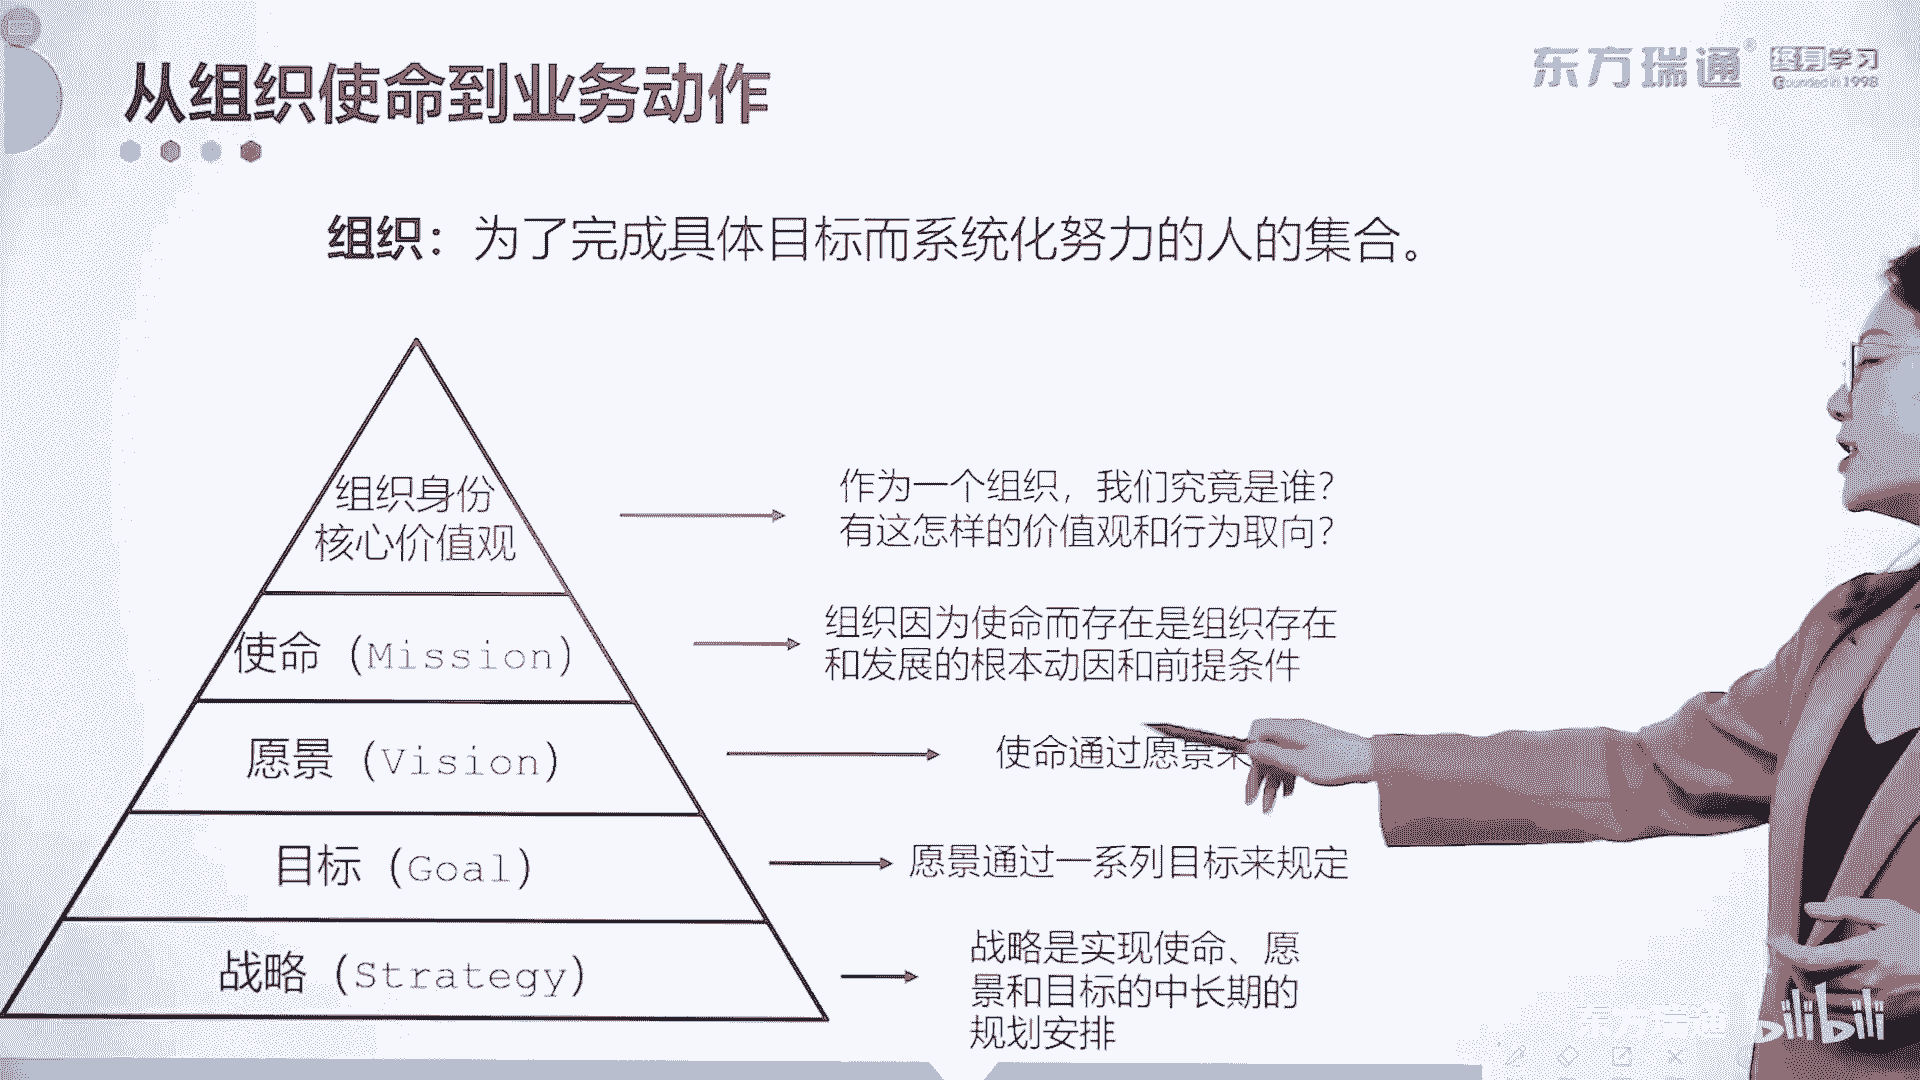 从组织使命到业务动作
东方瑞通® 终身学习
Founded in 1998
组织：为了完成具体目标而系统化努力的人的集合。
组织身份
核心价值观
作为一个组织，我们究竟是谁？
有这怎样的价值观和行为取向？
使命（Mission）
组织因为使命而存在是组织存在
和发展的根本动因和前提条件
愿景（Vision）
使命通过愿景来
目标（Goal）
愿景通过一系列目标来规定
战略（Strategy）
战略是实现使命、愿
景和目标的中长期的
规划安排
东方瑞通 bilibili